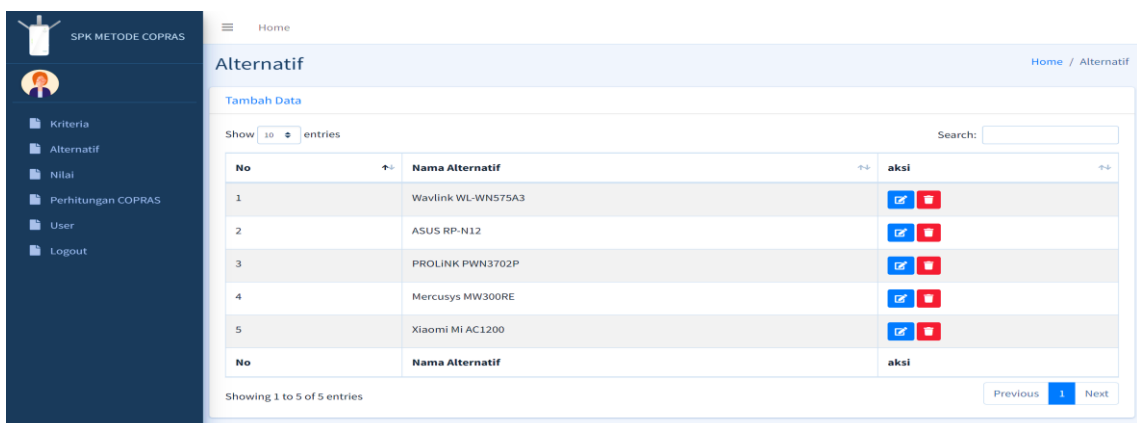 SPK METODE COPRAS
Home
Alternatif
Home / Alternatif
Kriteria
Alternatif
Nilai
Perhitungan COPRAS
User
Logout
Tambah Data
Show 10 entries
Search:
No Nama Alternatif aksi
1 Wavlink WL-WN575A3
2 ASUS RP-N12
3 PROLiNK PWN3702P
4 Mercusys MW300RE
5 Xiaomi Mi AC1200
No Nama Alternatif aksi
Showing 1 to 5 of 5 entries
Previous 1 Next